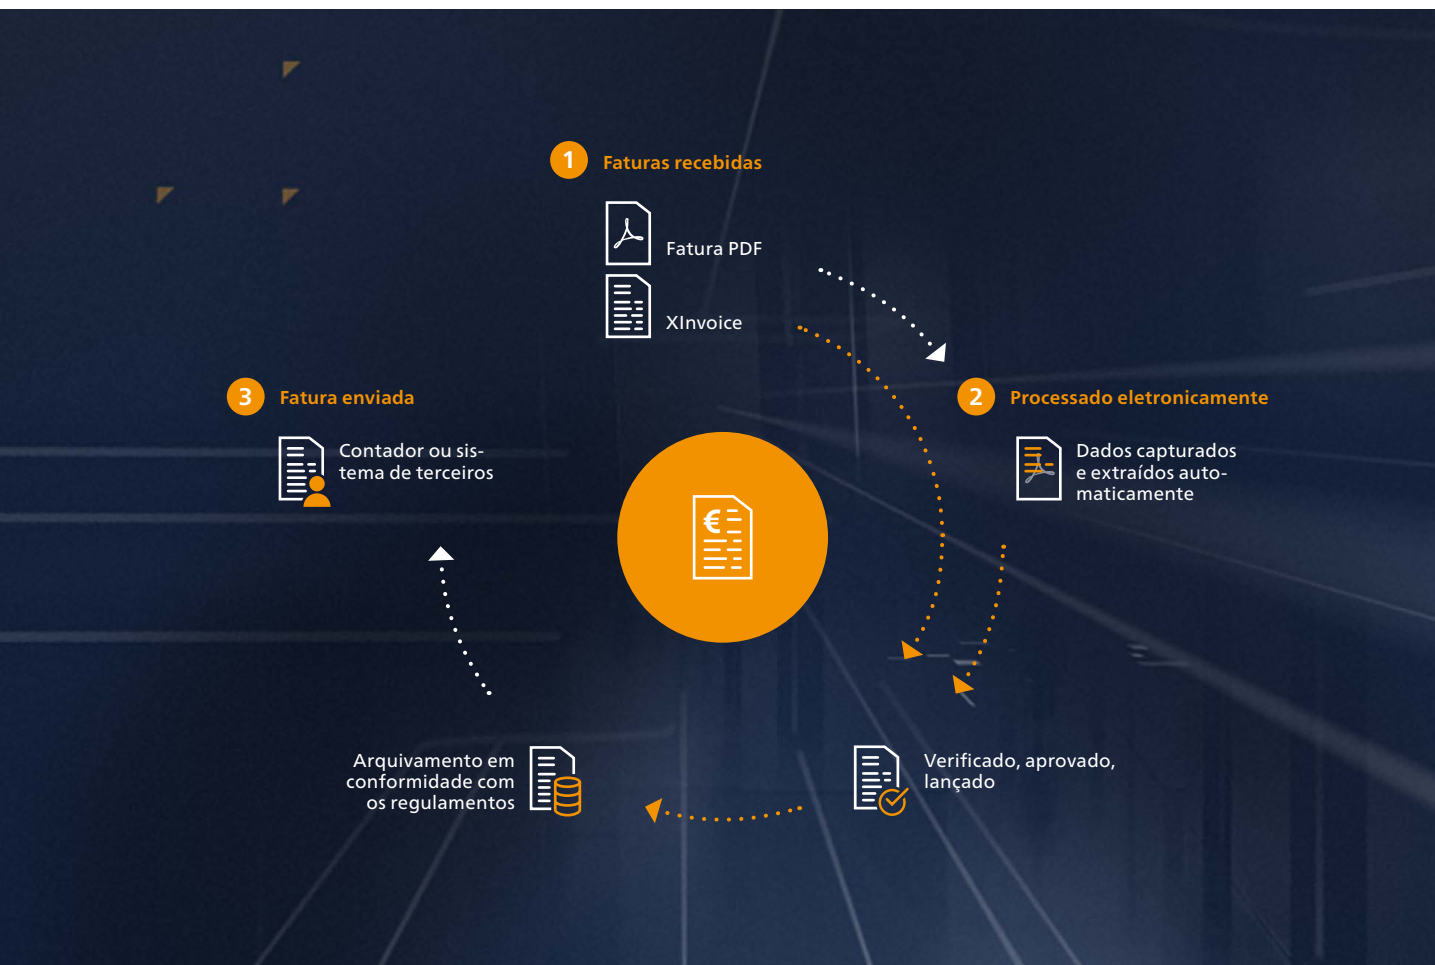 1 Faturas recebidas
Fatura PDF
XInvoice
2 Processado eletronicamente
Dados capturados
e extraídos auto-
maticamente
Verificado, aprovado,
lançado
Arquivamento em
conformidade com
os regulamentos
3 Fatura enviada
Contador ou sis-
tema de terceiros
€